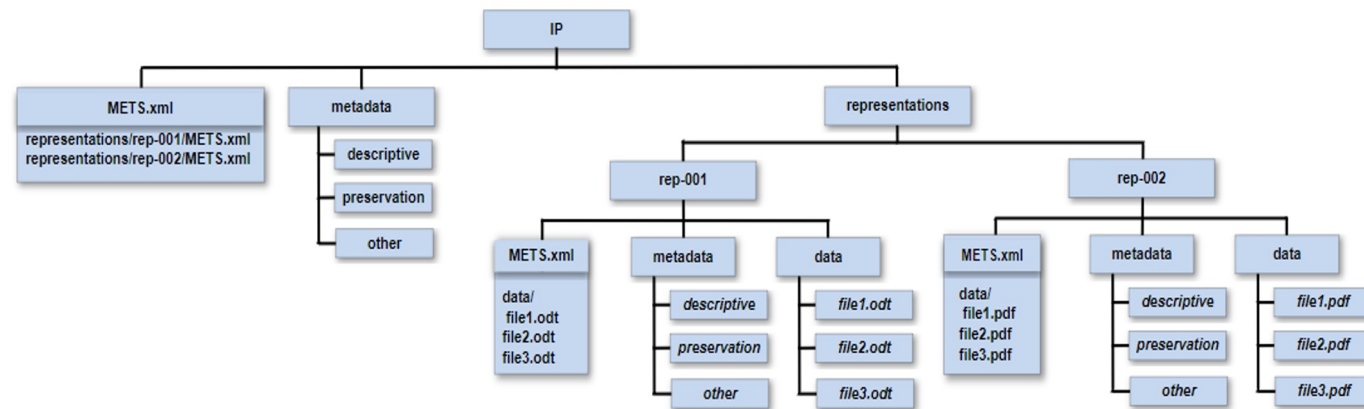 IP
METS.xml
representations/rep-001/METS.xml
representations/rep-002/METS.xml
metadata
descriptive
preservation
other
representations
rep-001
METS.xml
data/
file1.odt
file2.odt
file3.odt
metadata
descriptive
preservation
other
data
file1.odt
file2.odt
file3.odt
rep-002
METS.xml
data/
file1.pdf
file2.pdf
file3.pdf
metadata
descriptive
preservation
other
data
file1.pdf
file2.pdf
file3.pdf